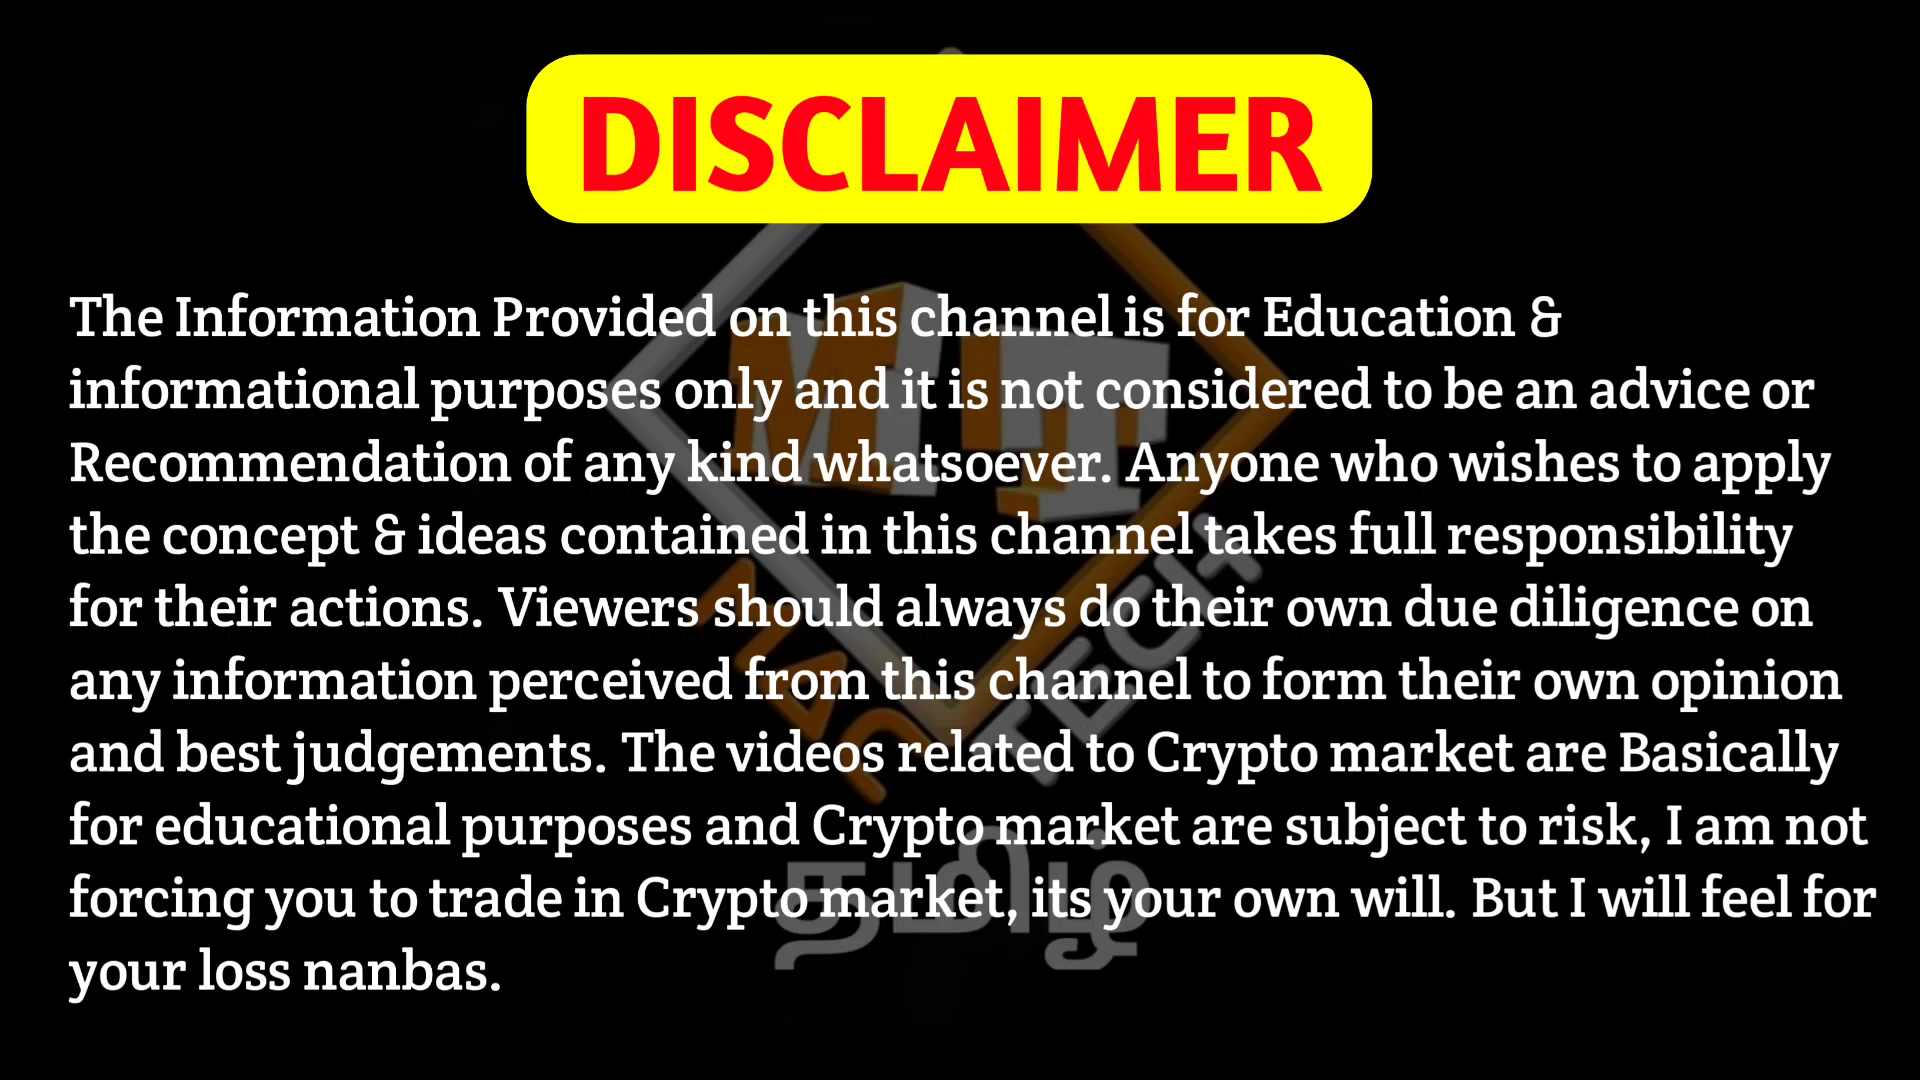 DISCLAIMER
The Information Provided on this channel is for Education &
informational purposes only and it is not considered to be an advice or
Recommendation of any kind whatsoever. Anyone who wishes to apply
the concept & ideas contained in this channel takes full responsibility
for their actions. Viewers should always do their own due diligence on
any information perceived from this channel to form their own opinion
and best judgements. The videos related to Crypto market are Basically
for educational purposes and Crypto market are subject to risk, I am not
forcing you to trade in Crypto market, its your own will. But I will feel for
your loss nanbas.
MT
TECH
தமிழ்